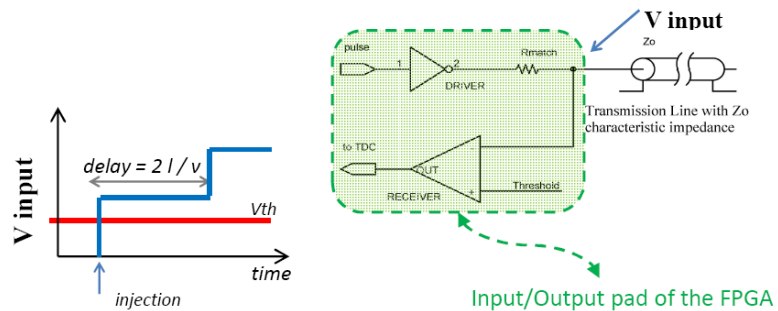 V input
delay = 2 l / v
Vth
time
injection
V input
pulse
1
2
DRIVER
Rmatch
Zo
Transmission Line with Zo
characteristic impedance
to TDC
OUT
-
+
Threshold
RECEIVER
Input/Output pad of the FPGA